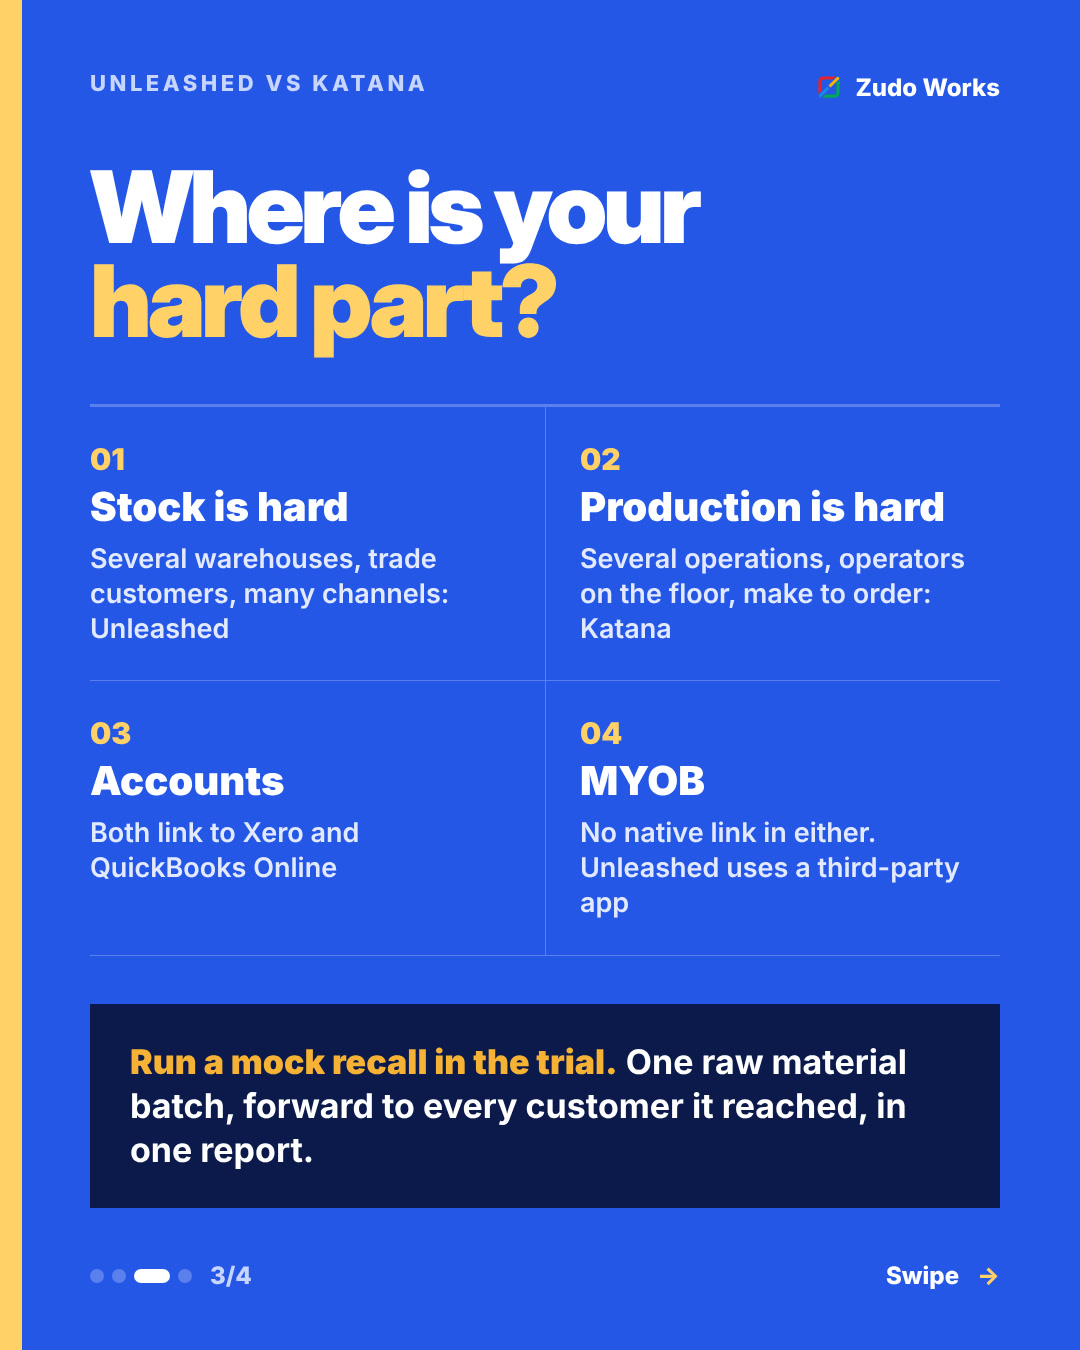 UNLEASHED VS KATANA
Zudo Works
Where is your
hard part?
01
Stock is hard
Several warehouses, trade
customers, many channels:
Unleashed
02
Production is hard
Several operations, operators
on the floor, make to order:
Katana
03
Accounts
Both link to Xero and
QuickBooks Online
04
MYOB
No native link in either.
Unleashed uses a third-party
app
Run a mock recall in the trial. One raw material
batch, forward to every customer it reached, in
one report.
3/4
Swipe →